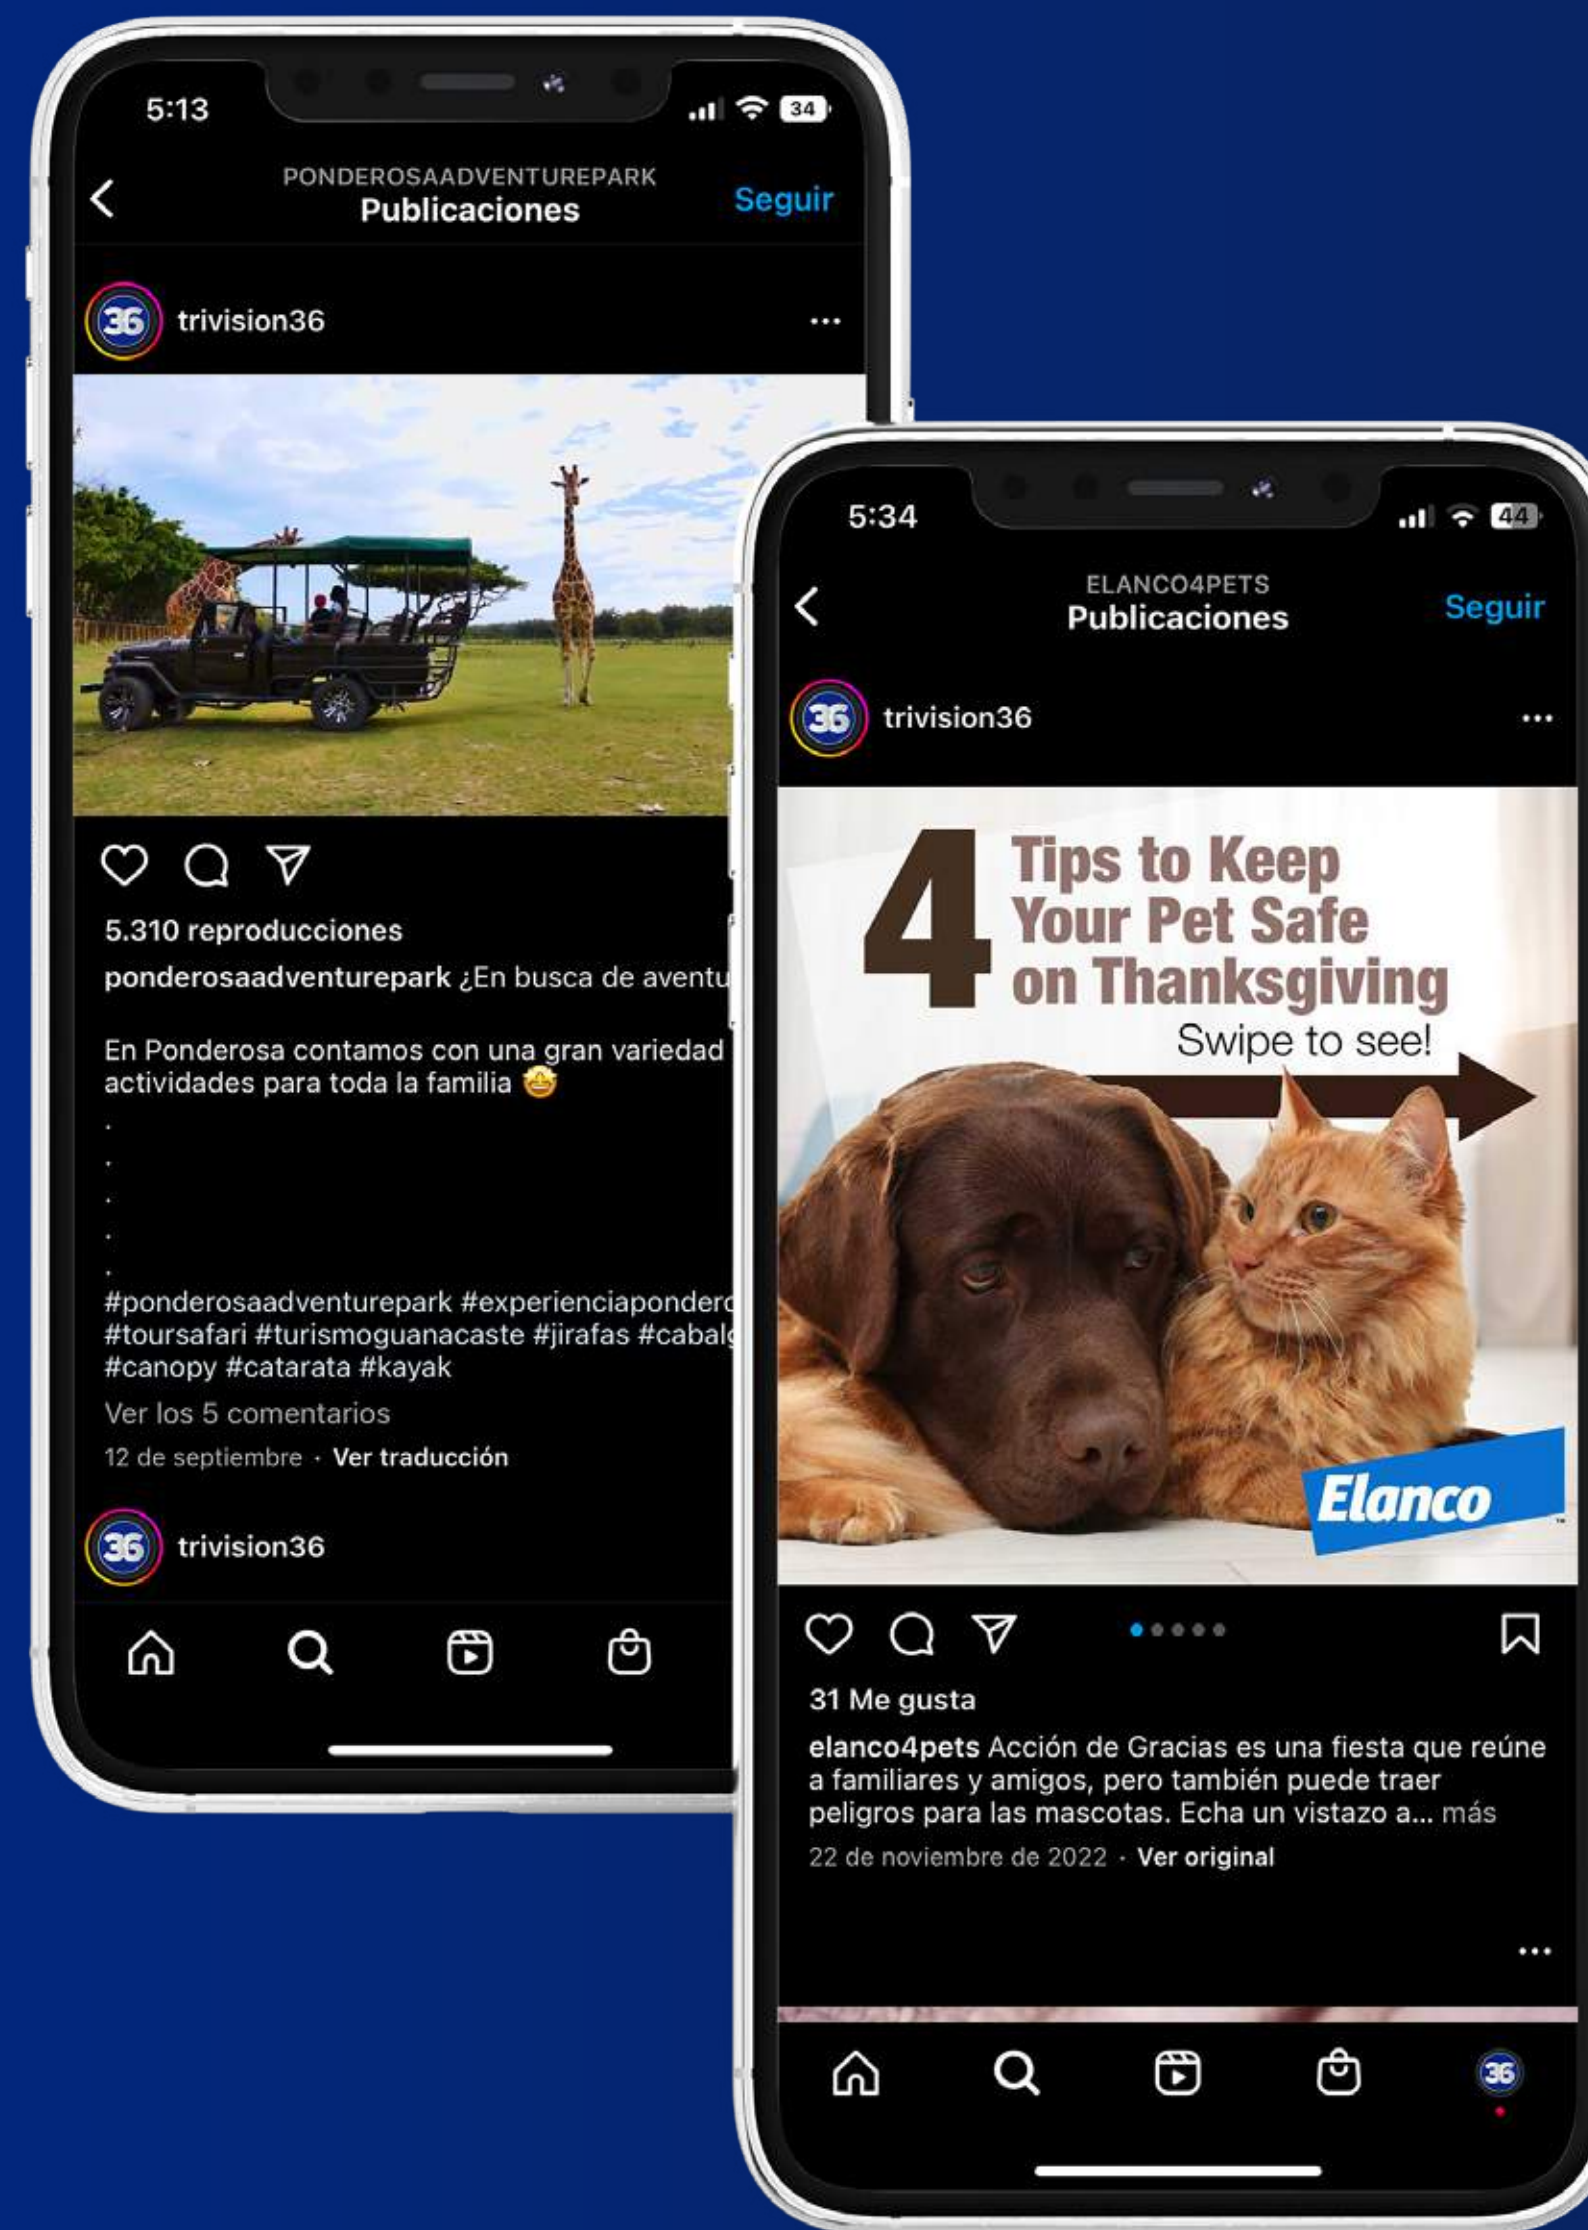 5:13
34
PONDEROSAADVENTUREPARK
Publicaciones
Seguir
36
trivision36
5.310 reproducciones
ponderosaadventurepark ¿En busca de
En Ponderosa contamos con una gran variedad
actividades para toda la familia
.
.
.
.
.
#ponderosaadventurepark
#toursafari #turismoguanacaste #jirafas
#canopy #catarata #kayak
Ver los 5 comentarios
12 de septiembre · Ver traducción
36
trivision36
5:34
44
ELANCO4PETS
Publicaciones
Seguir
36
trivision36
4 Tips to Keep
Your Pet Safe
on Thanksgiving
Swipe to see!
Elanco
31 Me gusta
elanco4pets Acción de Gracias es una fiesta que reúne
a familiares y amigos, pero también puede traer
peligros para las mascotas. Echa un vistazo a... más
22 de noviembre de 2022 · Ver original
36